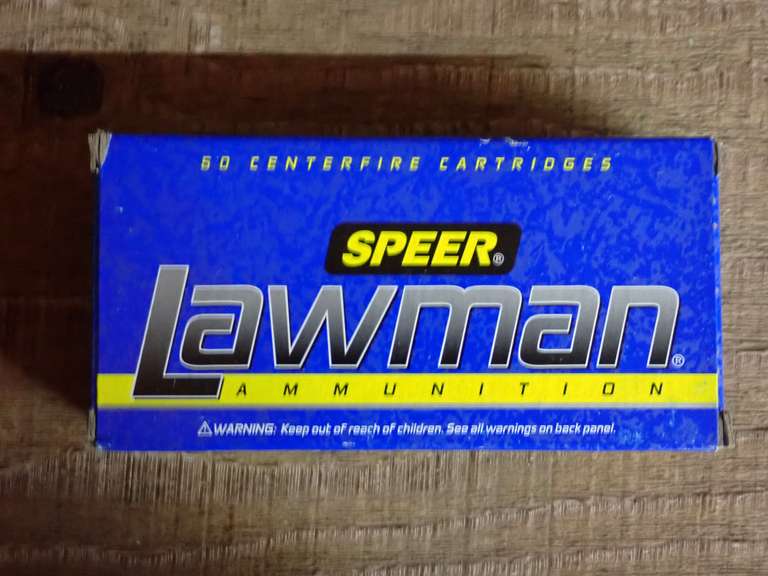 50 CENTERFIRE CARTRIDGES
SPEER®
Lawman®
AMMUNITION
⚠WARNING: Keep out of reach of children. See all warnings on back panel.